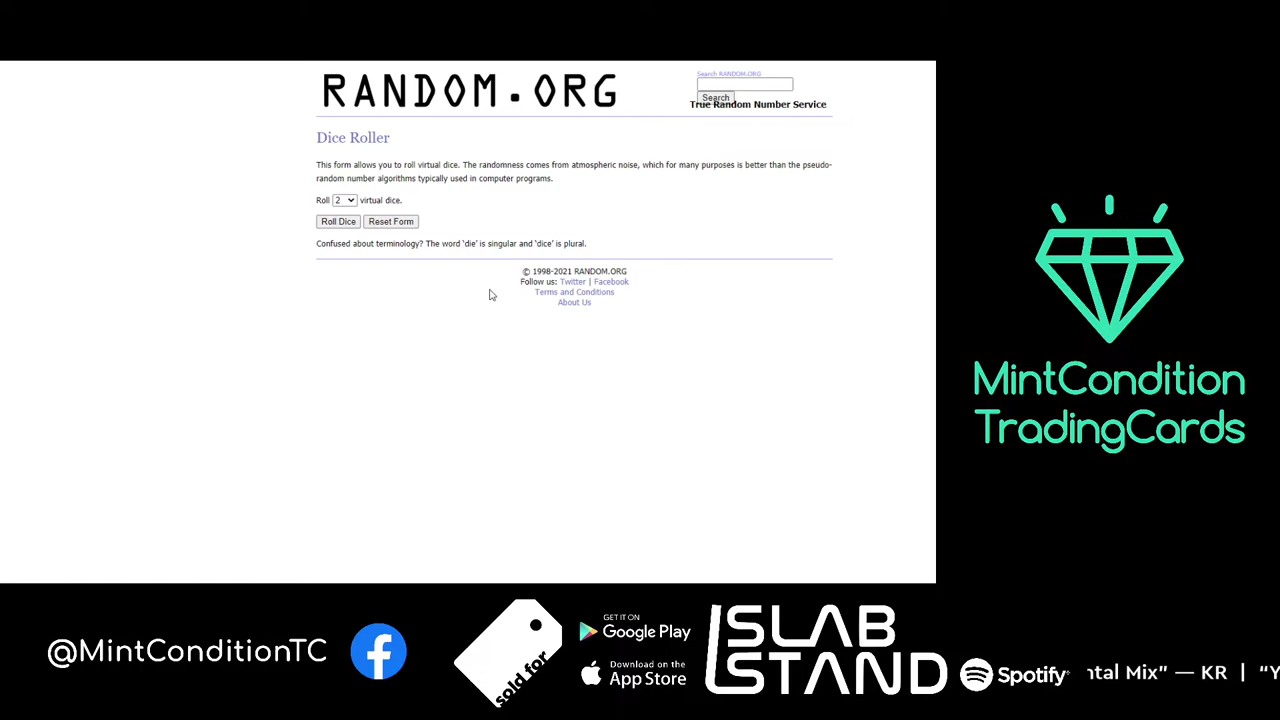 RANDOM.ORG
Search RANDOM.ORG
Search
True Random Number Service
Dice Roller
This form allows you to roll virtual dice. The randomness comes from atmospheric noise, which for many purposes is better than the pseudo-
random number algorithms typically used in computer programs.
Roll 2 virtual dice.
Roll Dice Reset Form
Confused about terminology? The word 'die' is singular and 'dice' is plural.
© 1998-2021 RANDOM.ORG
Follow us: Twitter | Facebook
Terms and Conditions
About Us
MintCondition
TradingCards
@MintConditionTC
sold for
GET IT ON
Google Play
Download on the
App Store
SLAB
STAND
Spotify
ntal Mix” — KR | “Y